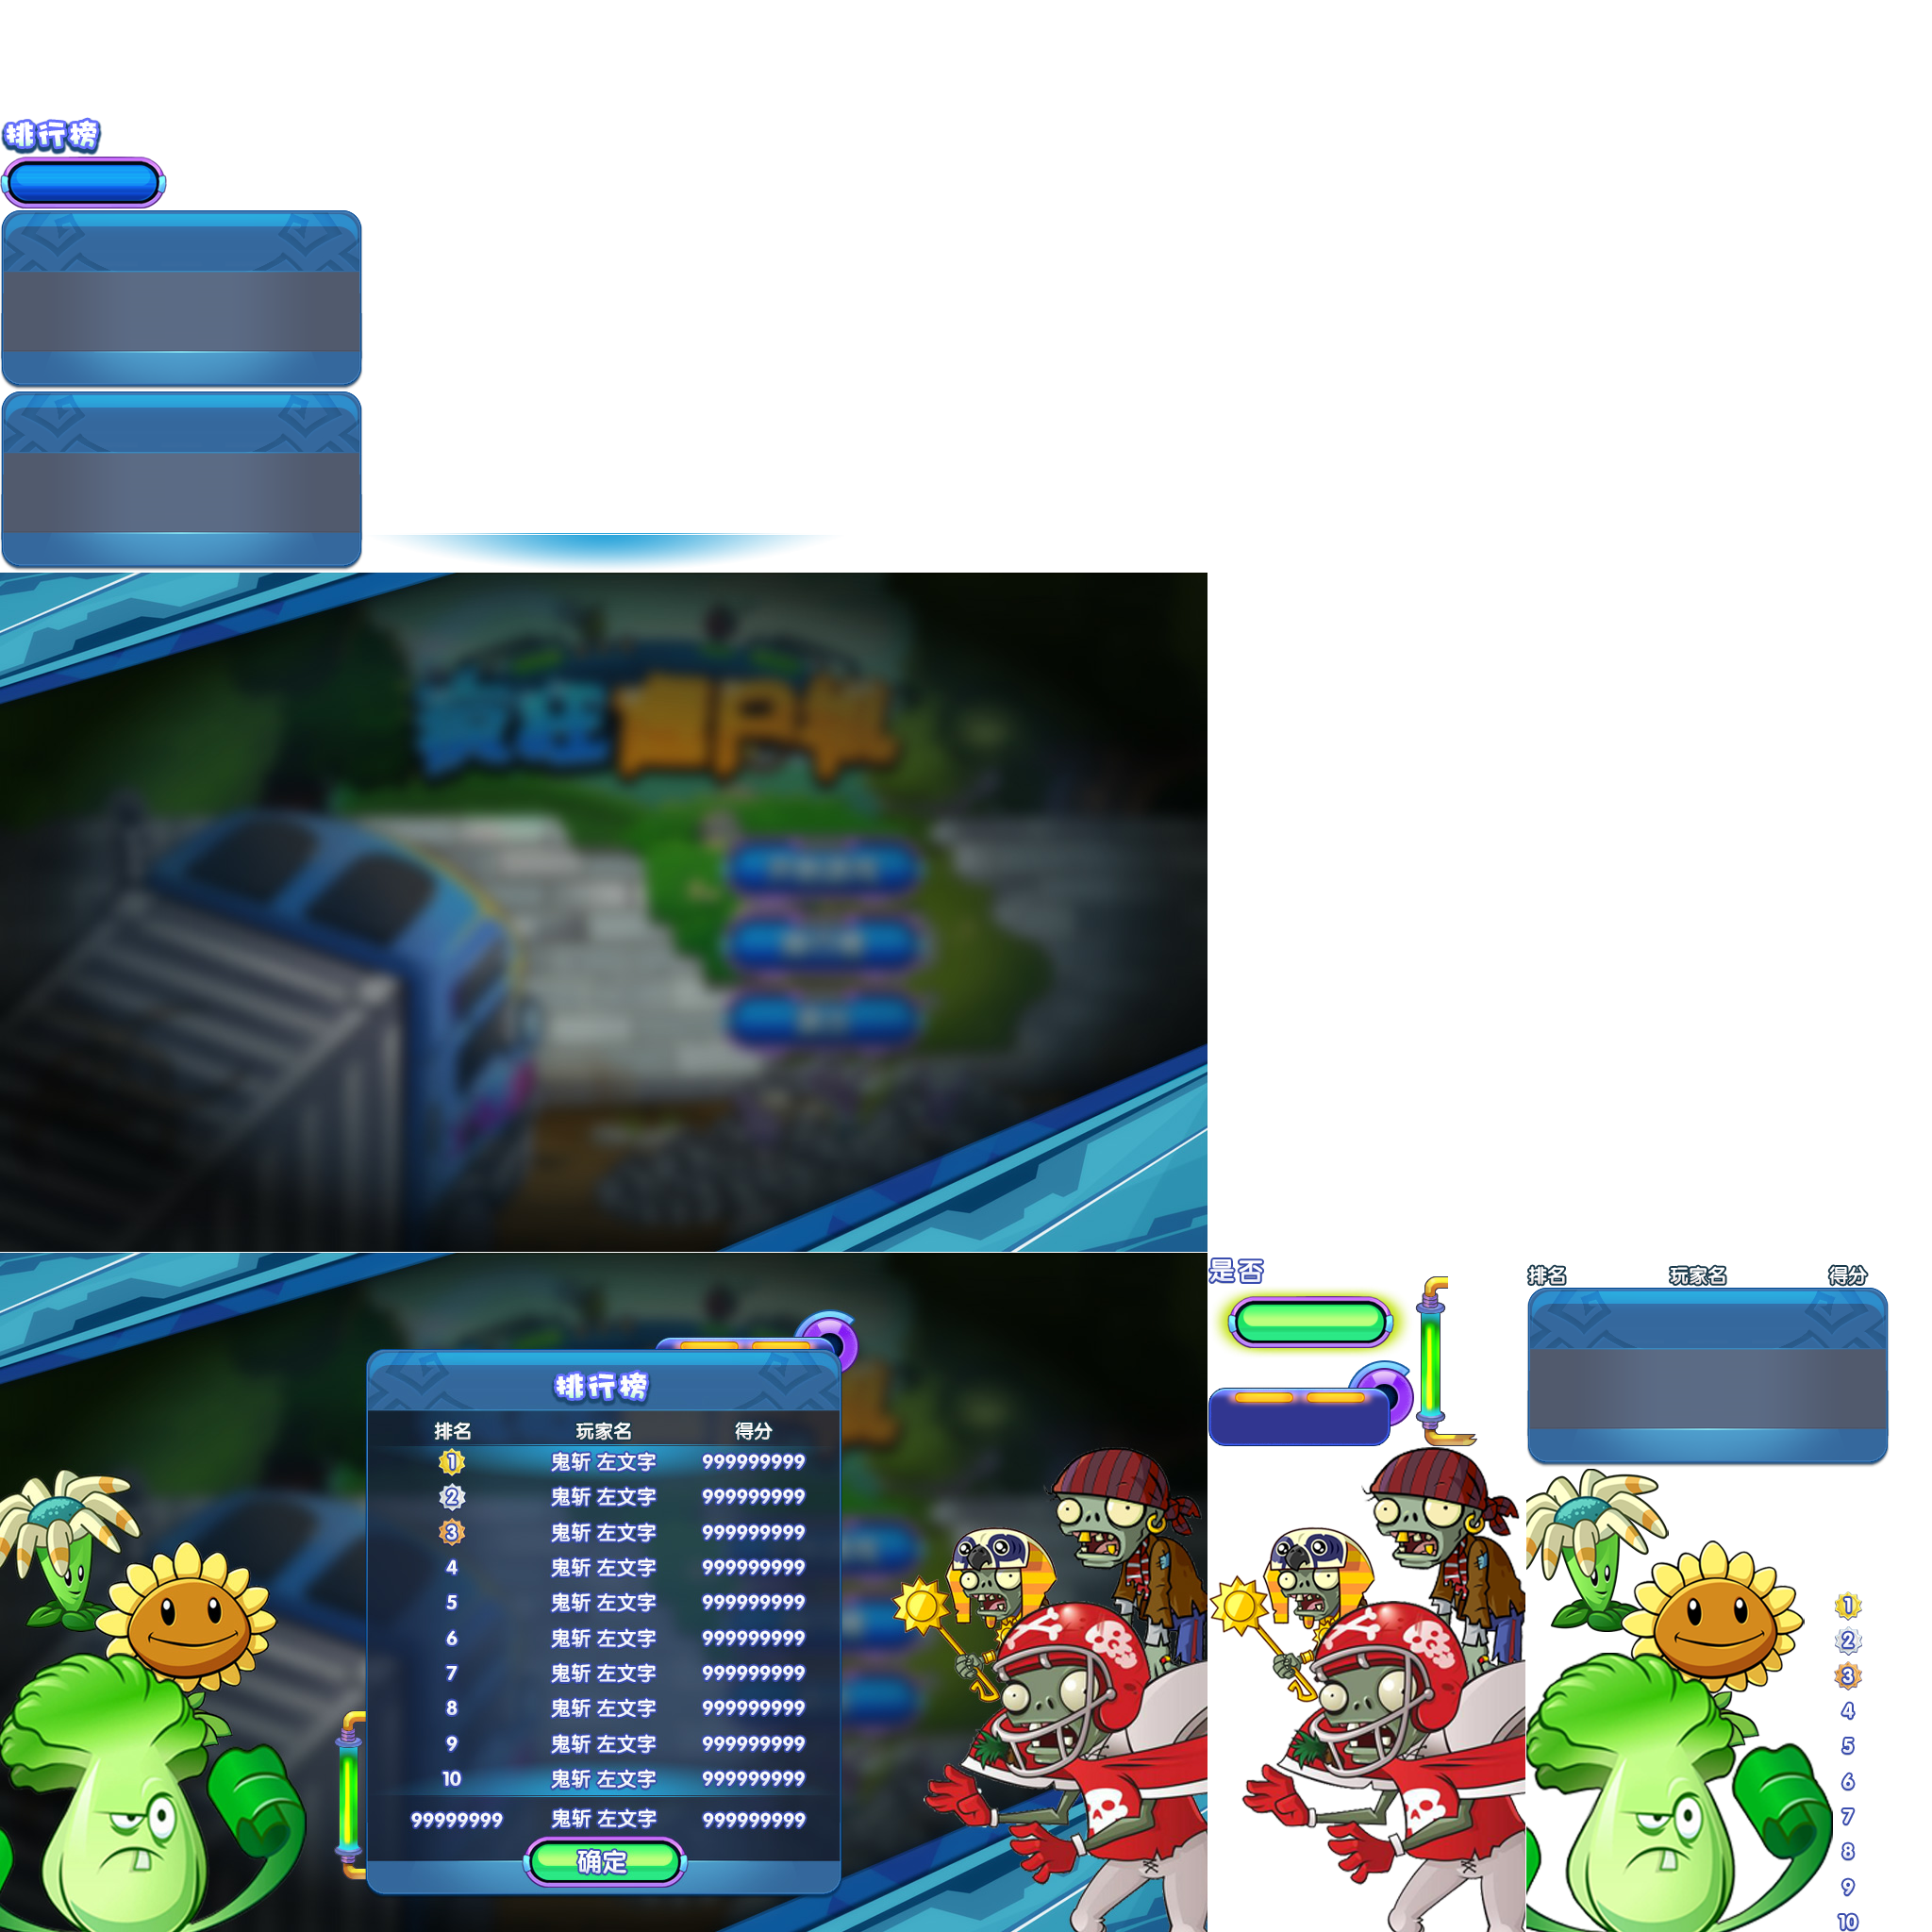 排行榜
疯狂僵尸车
排行榜
排名 玩家名 得分
1 鬼斩 左文字 999999999
2 鬼斩 左文字 999999999
3 鬼斩 左文字 999999999
4 鬼斩 左文字 999999999
5 鬼斩 左文字 999999999
6 鬼斩 左文字 999999999
7 鬼斩 左文字 999999999
8 鬼斩 左文字 999999999
9 鬼斩 左文字 999999999
10 鬼斩 左文字 999999999
99999999 鬼斩 左文字 999999999
确定
是否
排名 玩家名 得分
1
2
3
4
5
6
7
8
9
10